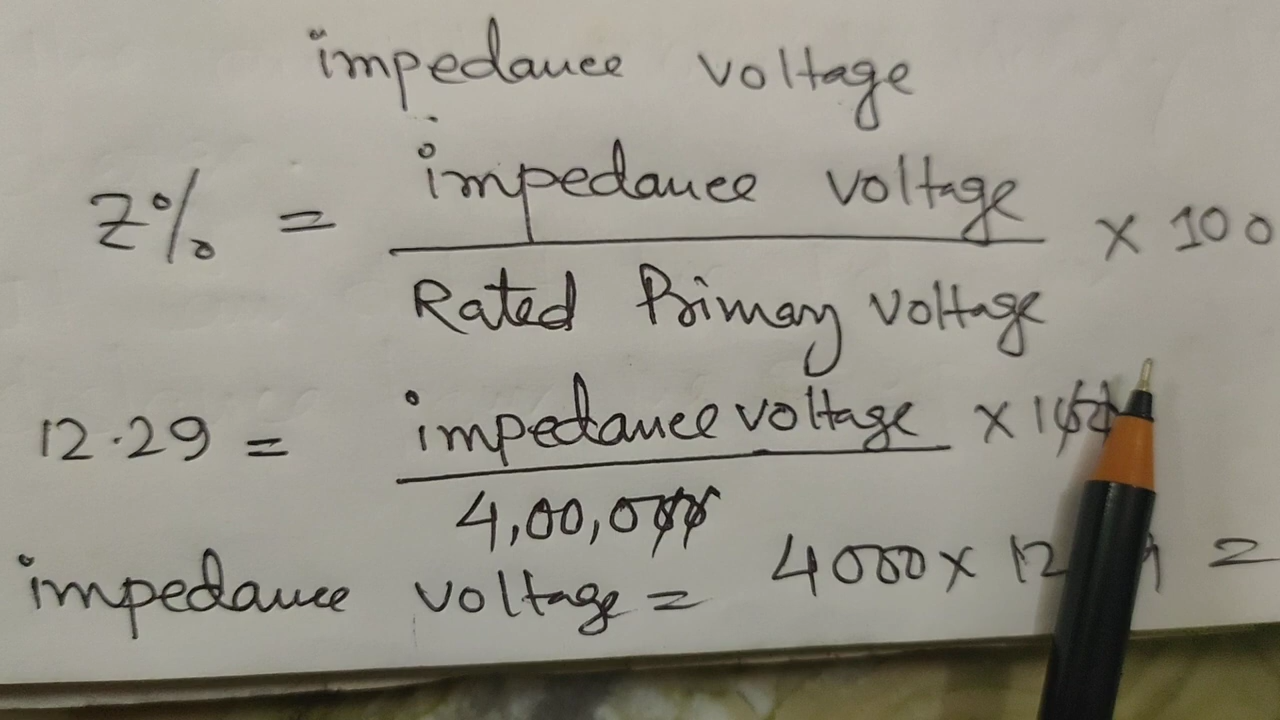 impedance voltage
Z% = impedance voltage × 100
Rated Primary Voltage
12.29 = impedance voltage × 100
4,00,000
impedance voltage = 4000 × 12 9 =